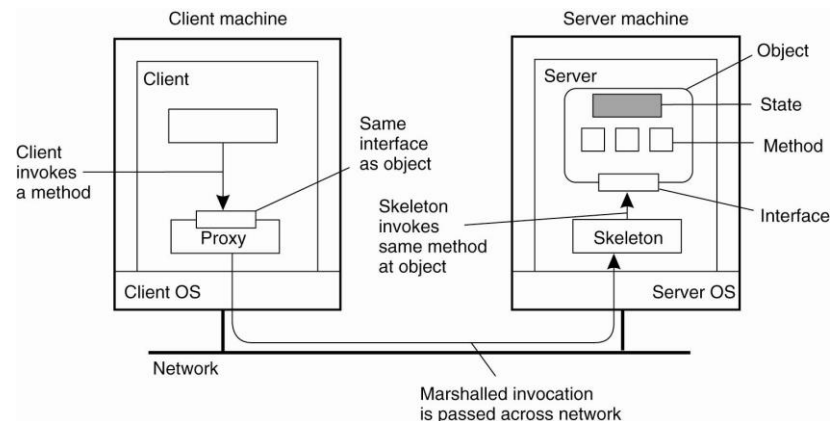 Client machine
Server machine
Client
Server
Object
State
Method
Interface
Client
invokes
a method
Same
interface
as object
Proxy
Skeleton
invokes
same method
at object
Skeleton
Client OS
Server OS
Network
Marshalled invocation
is passed across network